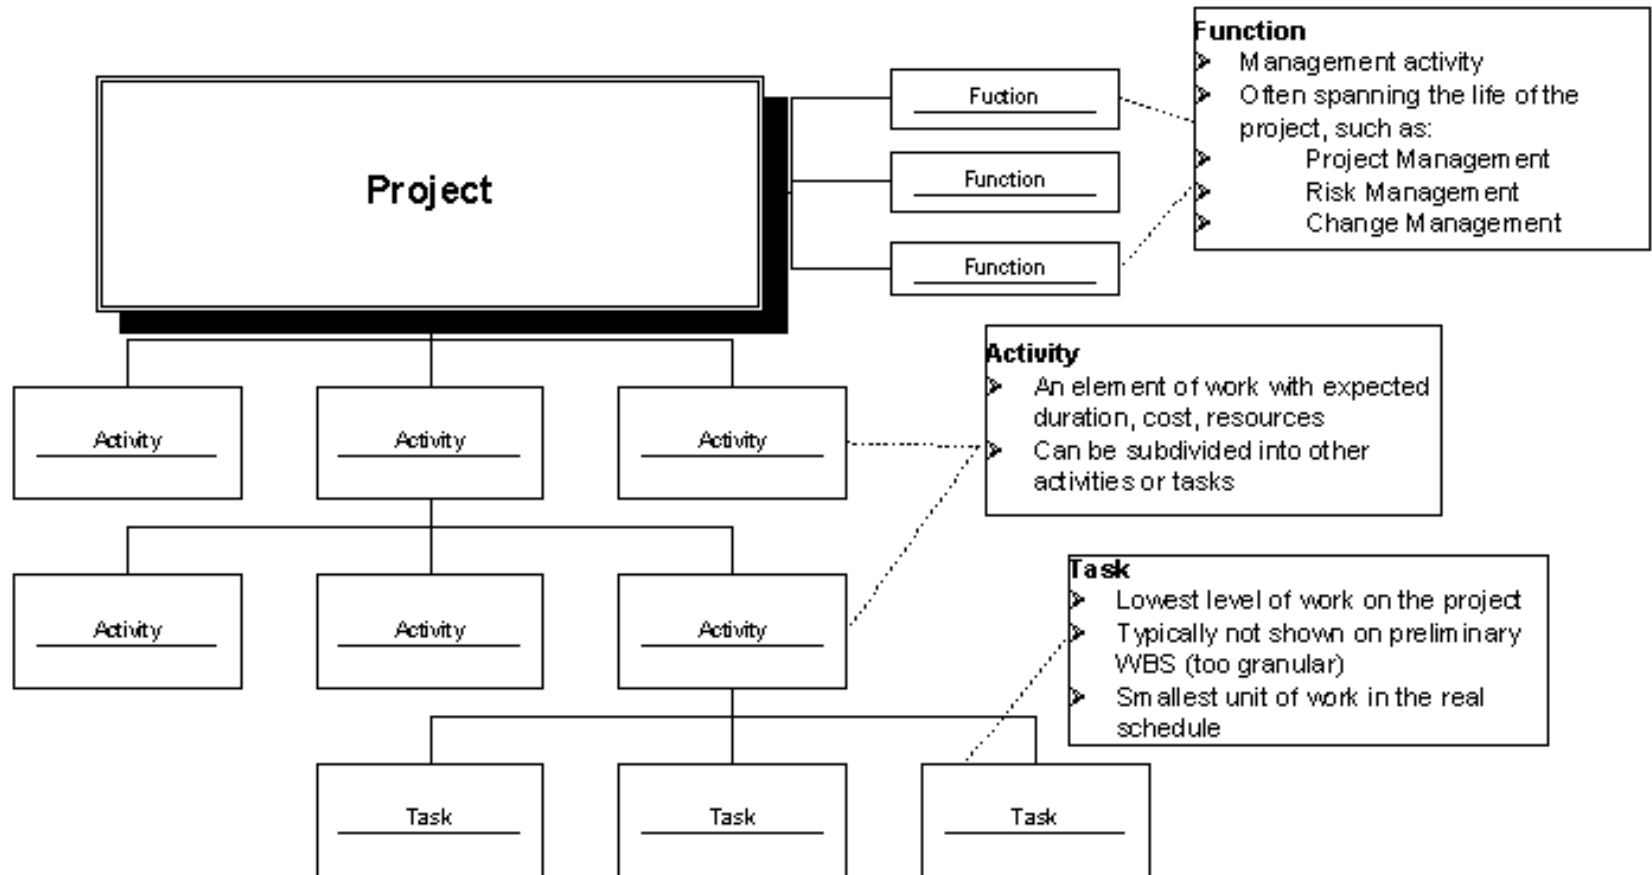 Project
Fuction
Function
Function
Function
➢ Management activity
➢ Often spanning the life of the
project, such as:
➢ Project Management
➢ Risk Management
➢ Change Management
Activity
Activity
Activity
Activity
➢ An element of work with expected
duration, cost, resources
➢ Can be subdivided into other
activities or tasks
Activity
Activity
Activity
Task
➢ Lowest level of work on the project
➢ Typically not shown on preliminary
WBS (too granular)
➢ Smallest unit of work in the real
schedule
Task
Task
Task